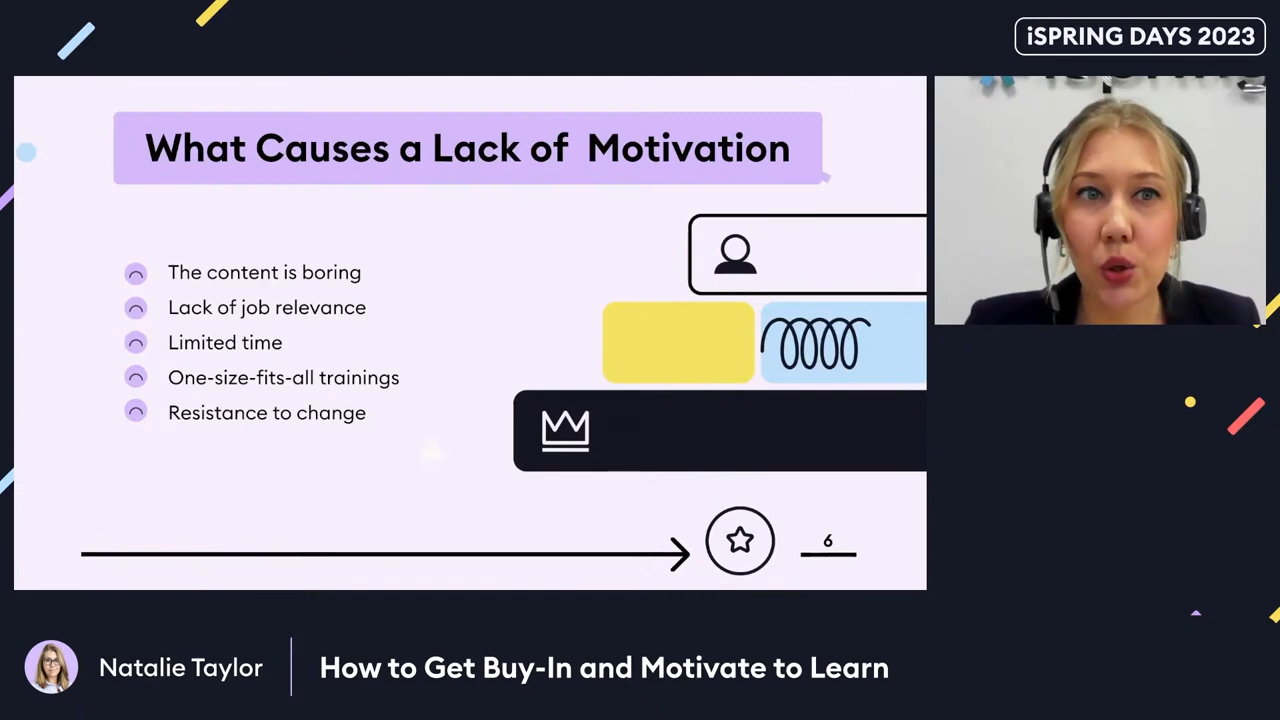 iSPRING DAYS 2023
What Causes a Lack of Motivation
The content is boring
Lack of job relevance
Limited time
One-size-fits-all trainings
Resistance to change
6
Natalie Taylor
How to Get Buy-In and Motivate to Learn